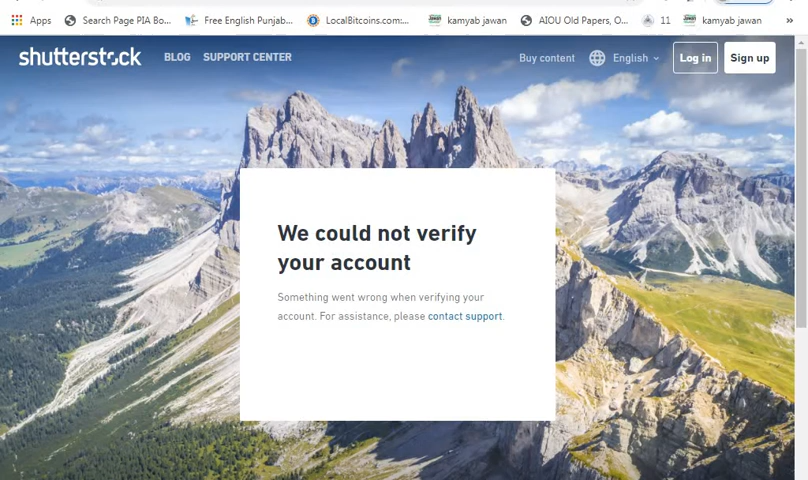 Apps Search Page PIA Bo... Free English Punjab... LocalBitcoins.com:... kamyab jawan AIOU Old Papers, O... 11 kamyab jawan »
shutterstock BLOG SUPPORT CENTER Buy content English Log in Sign up
We could not verify
your account
Something went wrong when verifying your
account. For assistance, please contact support.